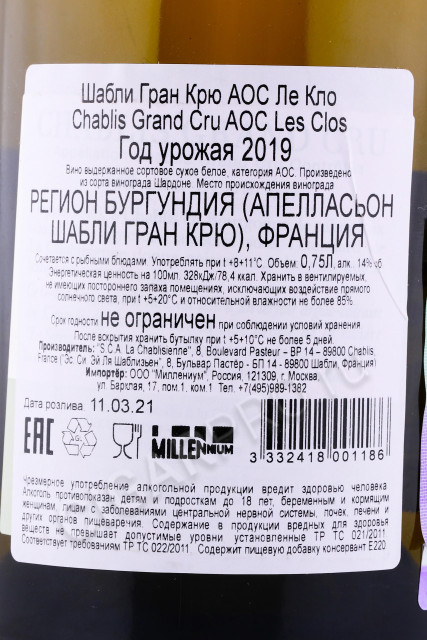 Шабли Гран Крю АОС Ле Кло
Chablis Grand Cru AOC Les Clos
Год урожая 2019
Вино выдержанное сортовое сухое белое, категория АОС. Произведено
из сорта винограда Шардоне. Место происхождения винограда
РЕГИОН БУРГУНДИЯ (АПЕЛЛАСЬОН
ШАБЛИ ГРАН КРЮ), ФРАНЦИЯ
Сочетается с рыбными блюдами. Употреблять при t +8+11°С. Объем 0,75Л, алк. 14% об.
Энергетическая ценность на 100мл. 328кДж/78,4 ккал. Хранить в вентилируемых,
не имеющих постороннего запаха помещениях, исключающих воздействие прямого
солнечного света, при t +5+20°С и относительной влажности не более 85%.
Срок годности не ограничен при соблюдении условий хранения
После вскрытия хранить бутылку при t +5+10°С не более 5 дней.
Производитель: "S.C.A. La Chablisienne", 8, Boulevard Pasteur – BP 14 – 89800 Chablis,
France ("Эс. Си. Эй Ля Шаблизьен", 8, Бульвар Пастёр - БП 14 - 89800 Шабли, Франция)
Импортёр: ООО "Миллениум", Россия, 121309, г. Москва,
ул. Барклая, 17, пом.1, ком.1 Тел.: +7(495)989-1382
Дата розлива 11.03.21
EAC
MILLENNIUM
3 332418 001186
Чрезмерное употребление алкогольной продукции вредит здоровью человека.
Алкоголь противопоказан детям и подросткам до 18 лет, беременным и кормящим
женщинам, лицам с заболеваниями центральной нервной системы, почек, печени и
других органов пищеварения. Содержание в продукции вредных для здоровья
веществ не превышает допустимые уровни установленные ТР ТС 021/2011.
Соответствует требованиям ТР ТС 022/2011. Содержит пищевую добавку консервант Е220